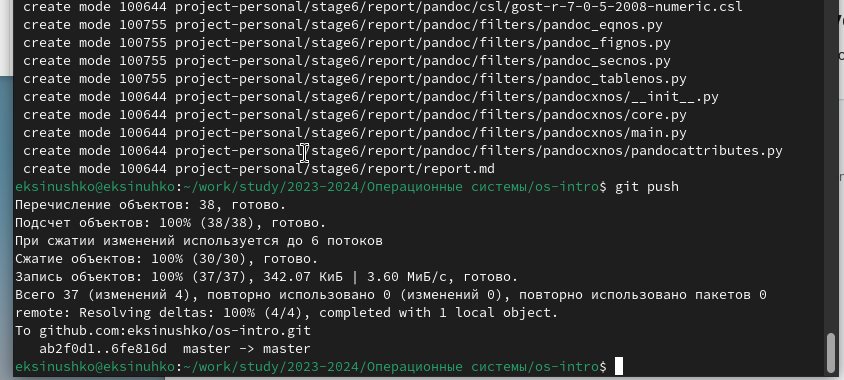 create mode 100644 project-personal/stage6/report/pandoc/csl/gost-r-7-0-5-2008-numeric.csl
create mode 100755 project-personal/stage6/report/pandoc/filters/pandoc_eqnos.py
create mode 100755 project-personal/stage6/report/pandoc/filters/pandoc_fignos.py
create mode 100755 project-personal/stage6/report/pandoc/filters/pandoc_secnos.py
create mode 100755 project-personal/stage6/report/pandoc/filters/pandoc_tablenos.py
create mode 100644 project-personal/stage6/report/pandoc/filters/pandocxnos/__init__.py
create mode 100644 project-personal/stage6/report/pandoc/filters/pandocxnos/core.py
create mode 100644 project-personal/stage6/report/pandoc/filters/pandocxnos/main.py
create mode 100644 project-personal/stage6/report/pandoc/filters/pandocxnos/pandocattributes.py
create mode 100644 project-personal/stage6/report/report.md
eksinushko@eksinuhko:~/work/study/2023-2024/Операционные системы/os-intro$ git push
Перечисление объектов: 38, готово.
Подсчет объектов: 100% (38/38), готово.
При сжатии изменений используется до 6 потоков
Сжатие объектов: 100% (30/30), готово.
Запись объектов: 100% (37/37), 342.07 КиБ | 3.60 МиБ/с, готово.
Всего 37 (изменений 4), повторно использовано 0 (изменений 0), повторно использовано пакетов 0
remote: Resolving deltas: 100% (4/4), completed with 1 local object.
To github.com:eksinushko/os-intro.git
ab2f0d1..6fe816d  master -> master
eksinushko@eksinuhko:~/work/study/2023-2024/Операционные системы/os-intro$